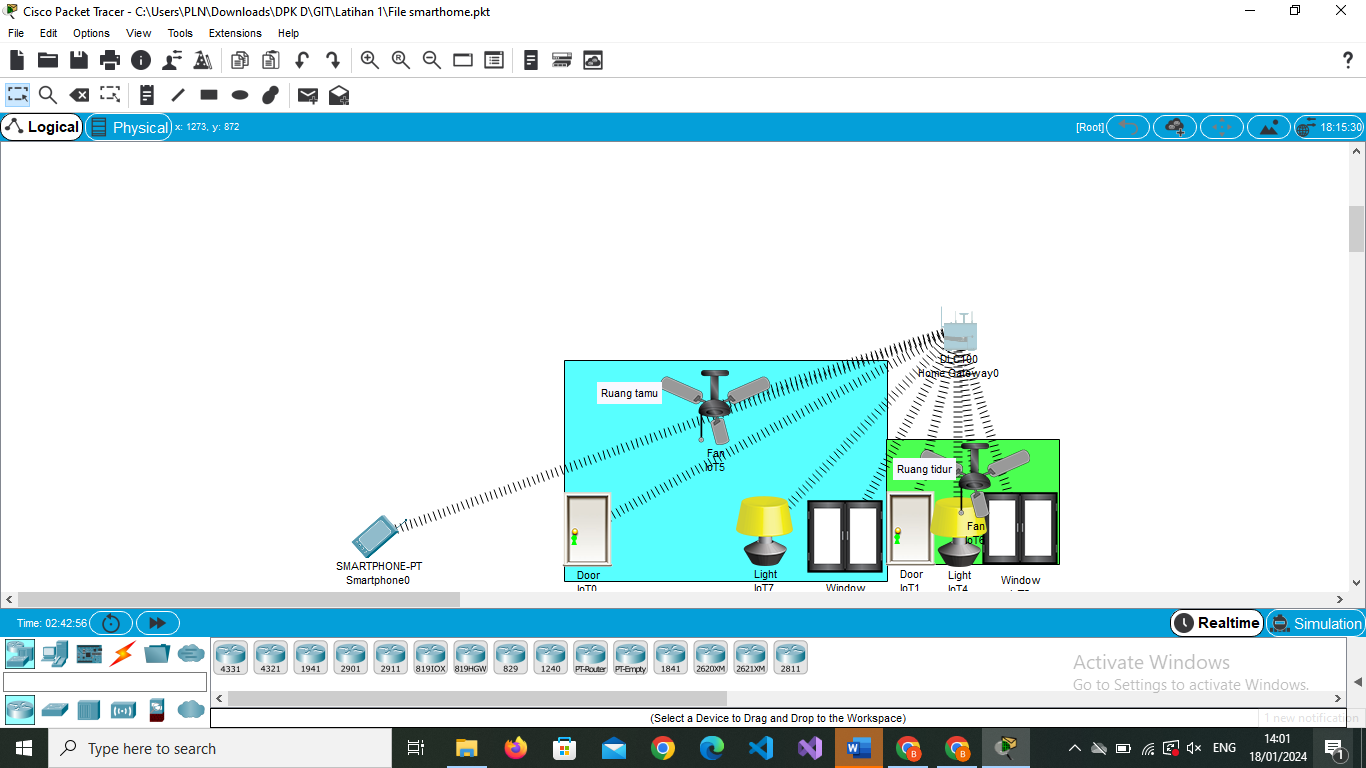 Cisco Packet Tracer - C:\Users\PLN\Downloads\DPK D\GIT\Latihan 1\File smarthome.pkt
File Edit Options View Tools Extensions Help
Logical Physical x: 1273, y: 872 [Root] 18:15:30
DLC100
Home Gateway0
Ruang tamu
Fan
IoT5
Ruang tidur
Fan
IoT6
SMARTPHONE-PT
Smartphone0
Door
IoT0
Light
IoT7
Window
Door
IoT1
Light
IoT4
Window
Time: 02:42:56 Realtime Simulation
4331 4321 1941 2901 2911 819IOX 819HGW 829 1240 PT-Router PT-Empty 1841 2620XM 2621XM 2811
Activate Windows
Go to Settings to activate Windows.
(Select a Device to Drag and Drop to the Workspace)
1 new notification
Type here to search
ENG
14:01
18/01/2024
1